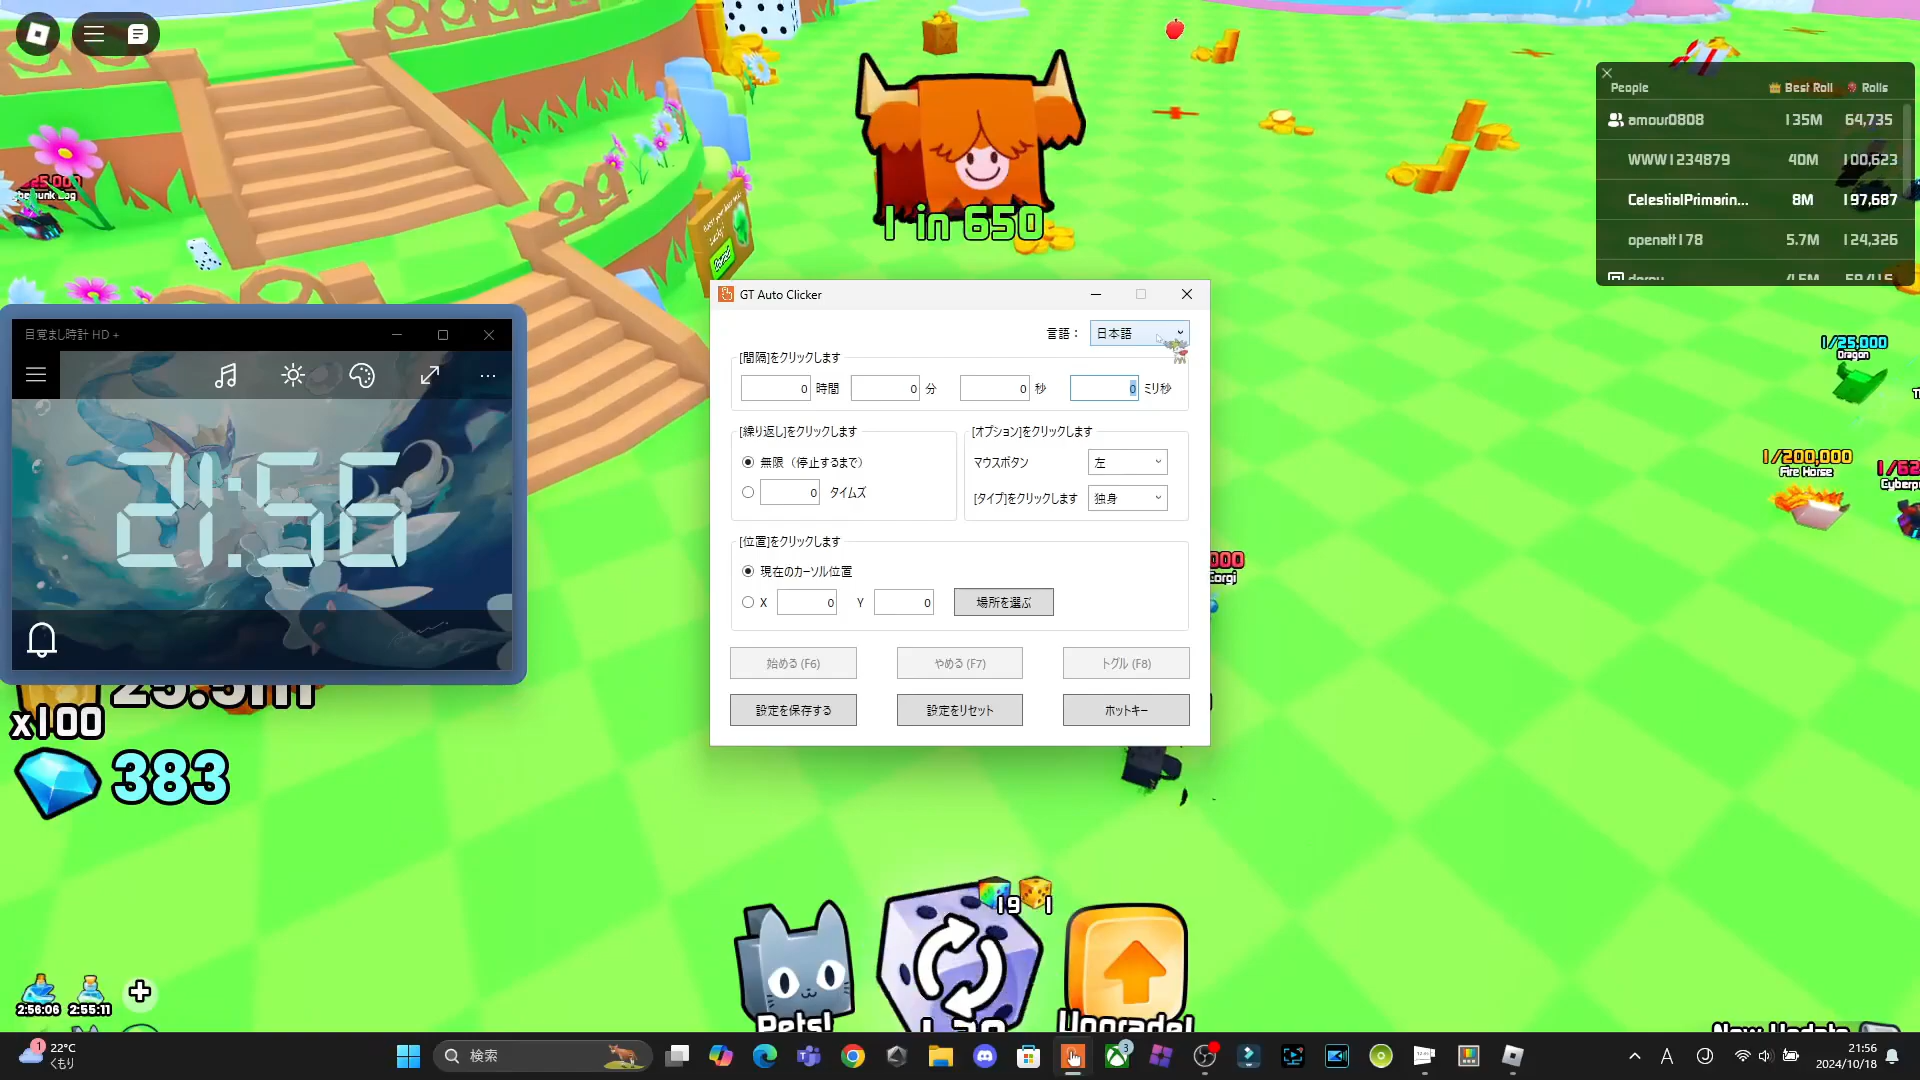 People Best Roll Rolls
amour0808 135M 64,735
WWW1234879 40M 100,623
CelestialPrimarin... 8M 197,687
openatt178 5.7M 124,326
1 in 650
1/25,000
Dragon
1/200,000
Fire Horse
目覚まし時計 HD +
21:56
x100
383
2:56:06 2:55:11
GT Auto Clicker
言語： 日本語
[間隔]をクリックします
0 時間 0 分 0 秒 0 ミリ秒
[繰り返し]をクリックします
無限（停止するまで）
0 タイムズ
[オプション]をクリックします
マウスボタン 左
[タイプ]をクリックします 独身
[位置]をクリックします
現在のカーソル位置
X 0 Y 0 場所を選ぶ
始める (F6) やめる (F7) トグル (F8)
設定を保存する 設定をリセット ホットキー
19 1
Pets!
Upgrade!
New Update
1
22°C
くもり
検索
3
A
21:56
2024/10/18